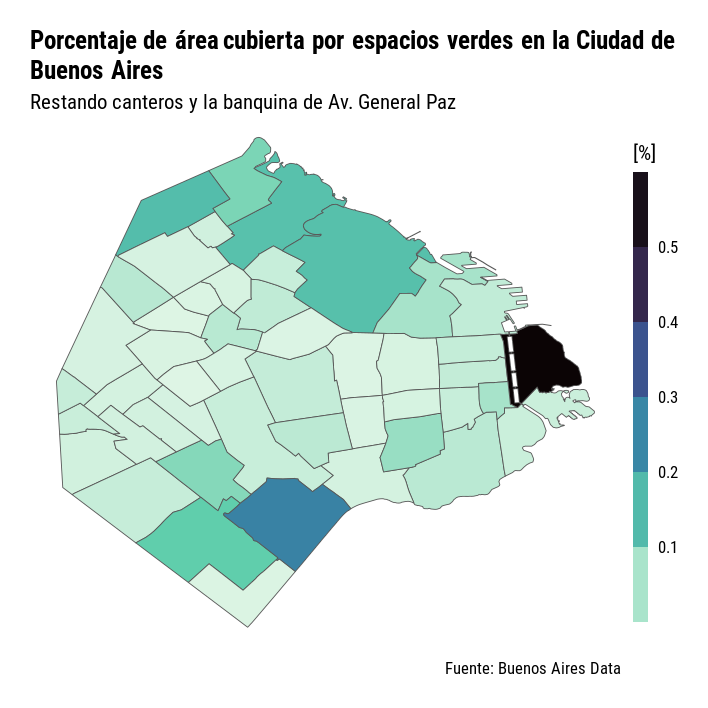 Porcentaje de área cubierta por espacios verdes en la Ciudad de
Buenos Aires
Restando canteros y la banquina de Av. General Paz
[%]
0.5
0.4
0.3
0.2
0.1
Fuente: Buenos Aires Data